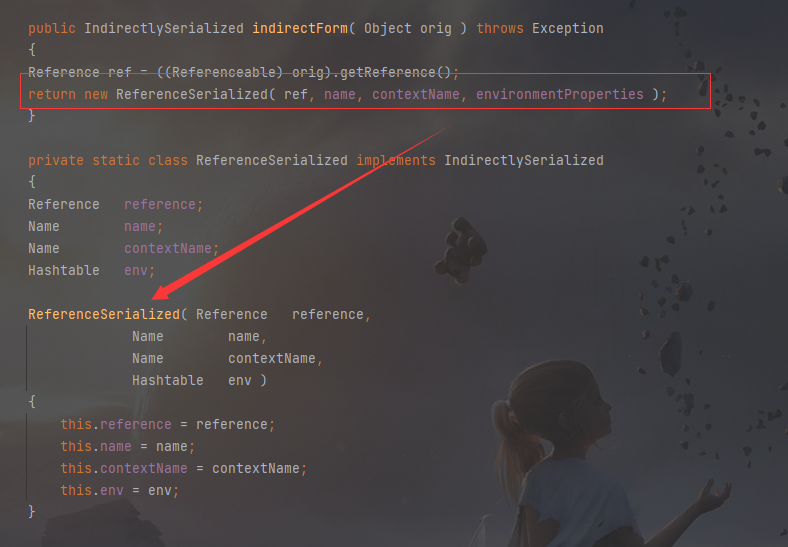 public IndirectlySerialized indirectForm( Object orig ) throws Exception
{
Reference ref = ((Referenceable) orig).getReference();
return new ReferenceSerialized( ref, name, contextName, environmentProperties );
}
private static class ReferenceSerialized implements IndirectlySerialized
{
Reference   reference;
Name        name;
Name        contextName;
Hashtable   env;
ReferenceSerialized( Reference   reference,
             Name        name,
             Name        contextName,
             Hashtable   env )
{
    this.reference = reference;
    this.name = name;
    this.contextName = contextName;
    this.env = env;
}